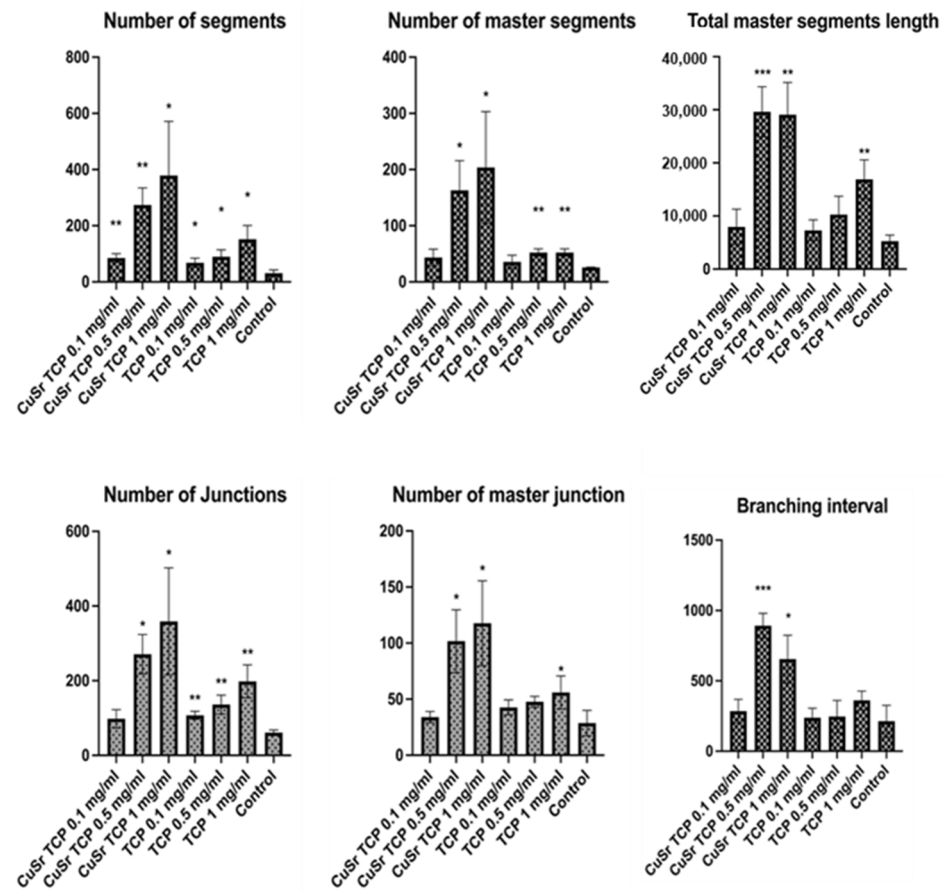 Number of segments
800
600
400
200
0
** ** * * * *
CuSr TCP 0.1 mg/ml
CuSr TCP 0.5 mg/ml
CuSr TCP 1 mg/ml
TCP 0.1 mg/ml
TCP 0.5 mg/ml
TCP 1 mg/ml
Control
Number of master segments
400
300
200
100
0
* * ** **
CuSr TCP 0.1 mg/ml
CuSr TCP 0.5 mg/ml
CuSr TCP 1 mg/ml
TCP 0.1 mg/ml
TCP 0.5 mg/ml
TCP 1 mg/ml
Control
Total master segments length
40,000
30,000
20,000
10,000
0
*** ** **
CuSr TCP 0.1 mg/ml
CuSr TCP 0.5 mg/ml
CuSr TCP 1 mg/ml
TCP 0.1 mg/ml
TCP 0.5 mg/ml
TCP 1 mg/ml
Control
Number of Junctions
600
400
200
0
* * ** ** **
CuSr TCP 0.1 mg/ml
CuSr TCP 0.5 mg/ml
CuSr TCP 1 mg/ml
TCP 0.1 mg/ml
TCP 0.5 mg/ml
TCP 1 mg/ml
Control
Number of master junction
200
150
100
50
0
* * *
CuSr TCP 0.1 mg/ml
CuSr TCP 0.5 mg/ml
CuSr TCP 1 mg/ml
TCP 0.1 mg/ml
TCP 0.5 mg/ml
TCP 1 mg/ml
Control
Branching interval
1500
1000
500
0
*** *
CuSr TCP 0.1 mg/ml
CuSr TCP 0.5 mg/ml
CuSr TCP 1 mg/ml
TCP 0.1 mg/ml
TCP 0.5 mg/ml
TCP 1 mg/ml
Control